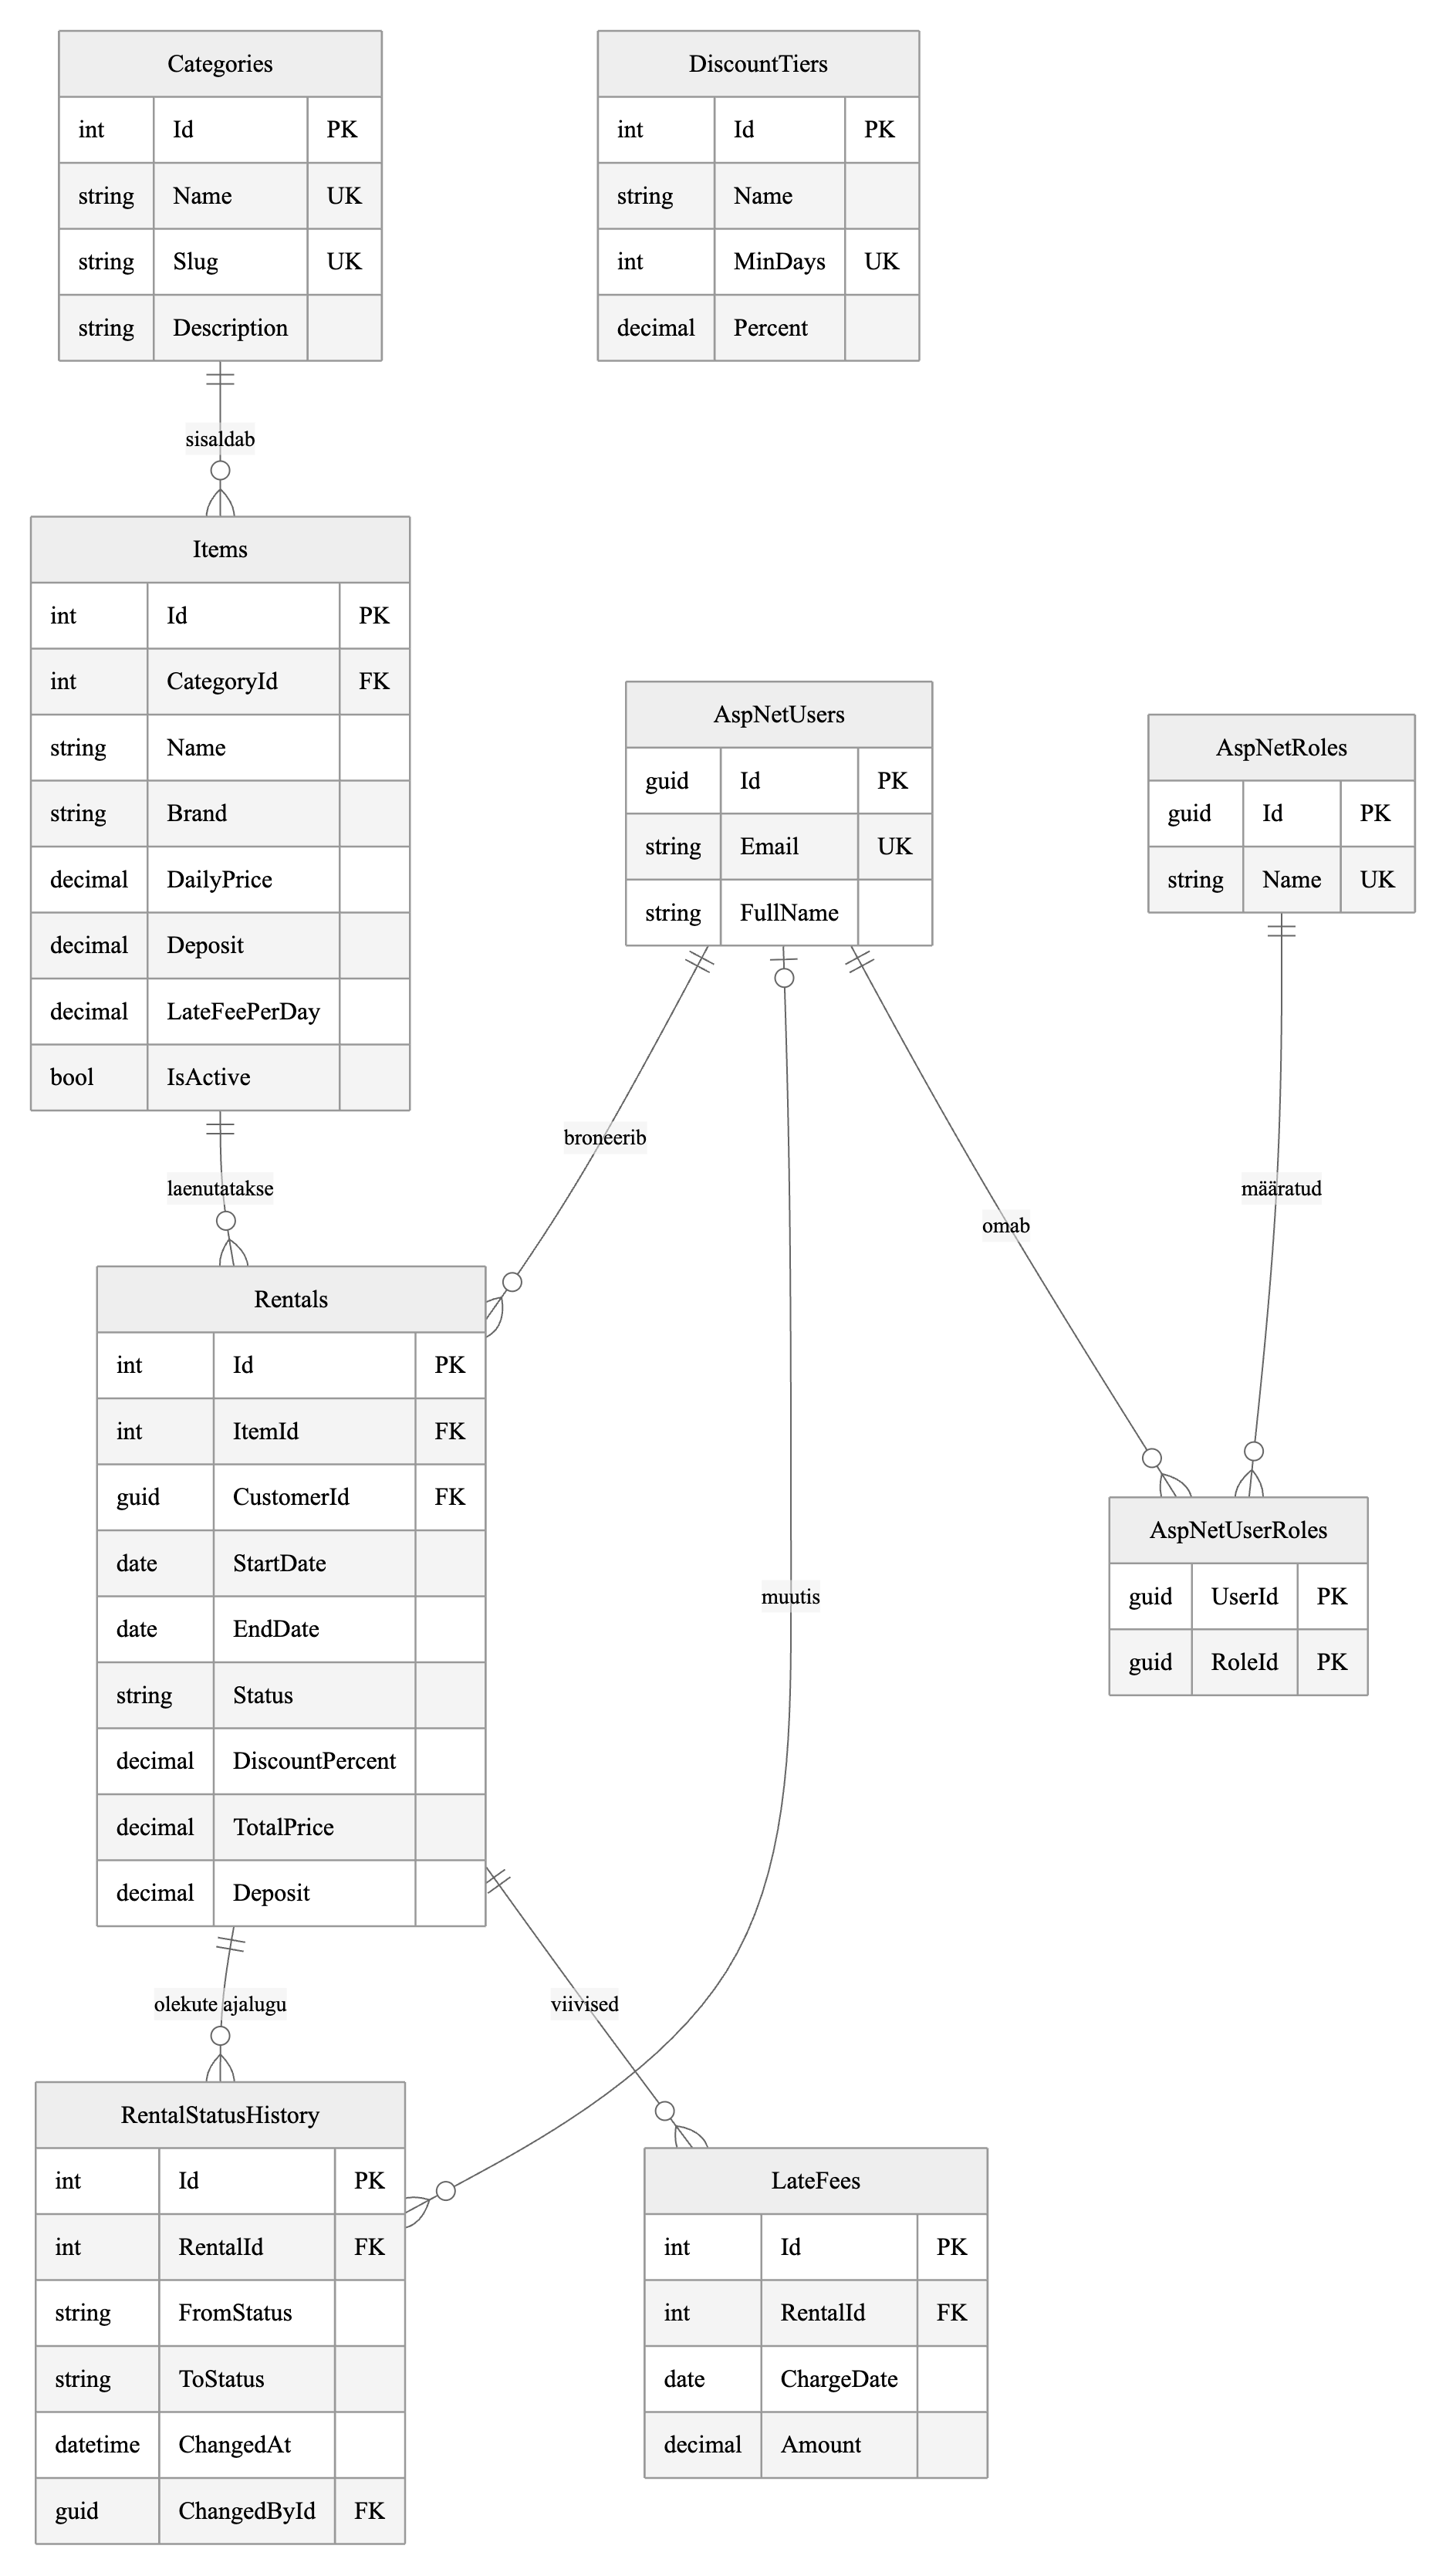 Categories
int Id PK
string Name UK
string Slug UK
string Description
DiscountTiers
int Id PK
string Name
int MinDays UK
decimal Percent
sisaldab
Items
int Id PK
int CategoryId FK
string Name
string Brand
decimal DailyPrice
decimal Deposit
decimal LateFeePerDay
bool IsActive
AspNetUsers
guid Id PK
string Email UK
string FullName
AspNetRoles
guid Id PK
string Name UK
laenutatakse
broneerib
omab
määratud
Rentals
int Id PK
int ItemId FK
guid CustomerId FK
date StartDate
date EndDate
string Status
decimal DiscountPercent
decimal TotalPrice
decimal Deposit
muutis
AspNetUserRoles
guid UserId PK
guid RoleId PK
olekute ajalugu
viivised
RentalStatusHistory
int Id PK
int RentalId FK
string FromStatus
string ToStatus
datetime ChangedAt
guid ChangedById FK
LateFees
int Id PK
int RentalId FK
date ChargeDate
decimal Amount